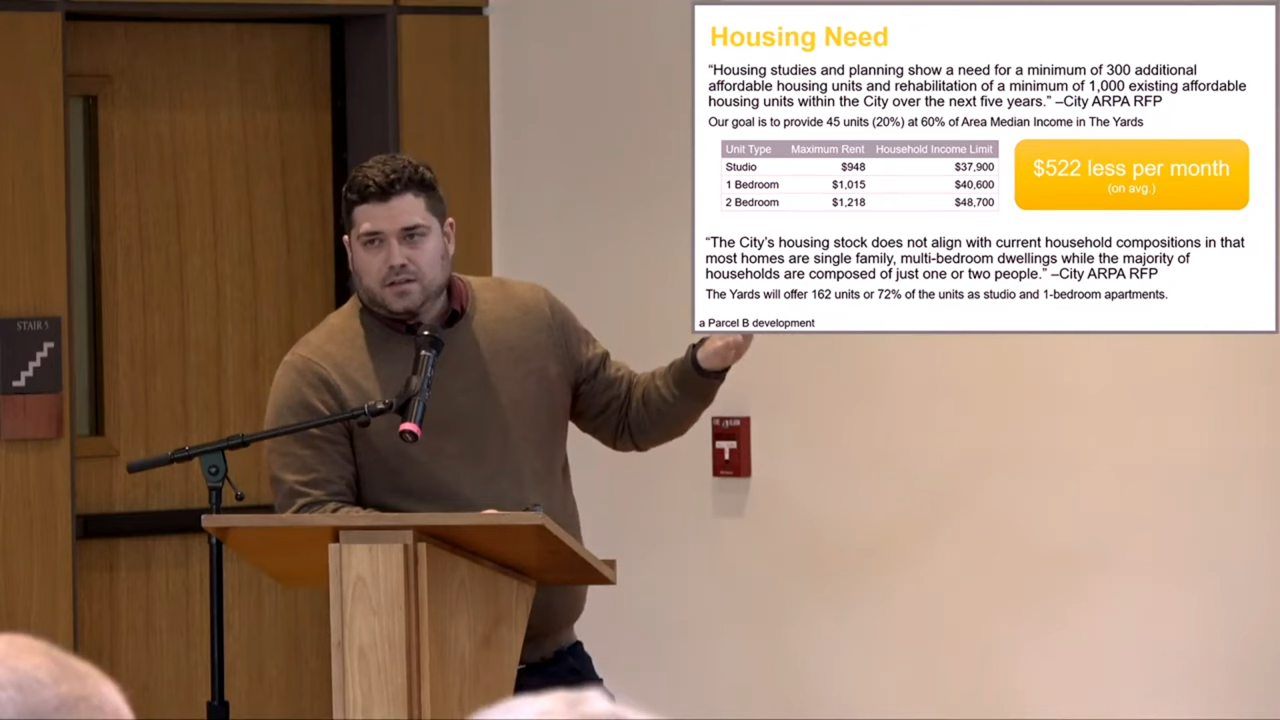 Housing Need
“Housing studies and planning show a need for a minimum of 300 additional
affordable housing units and rehabilitation of a minimum of 1,000 existing affordable
housing units within the City over the next five years.” –City ARPA RFP
Our goal is to provide 45 units (20%) at 60% of Area Median Income in The Yards
Unit Type Maximum Rent Household Income Limit
Studio $948 $37,900
1 Bedroom $1,015 $40,600
2 Bedroom $1,218 $48,700
$522 less per month
(on avg.)
“The City’s housing stock does not align with current household compositions in that
most homes are single family, multi-bedroom dwellings while the majority of
households are composed of just one or two people.” –City ARPA RFP
The Yards will offer 162 units or 72% of the units as studio and 1-bedroom apartments.
a Parcel B development
STAIR 5